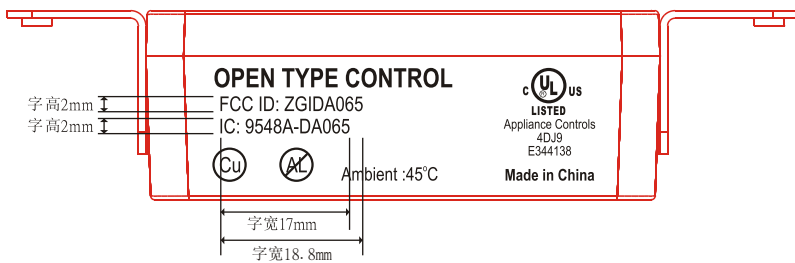 OPEN TYPE CONTROL
字高2mm
FCC ID: ZGIDA065
字高2mm
IC: 9548A-DA065
Cu
AL
Ambient :45°C
C UL ® US
LISTED
Appliance Controls
4DJ9
E344138
Made in China
字宽17mm
字宽18.8mm